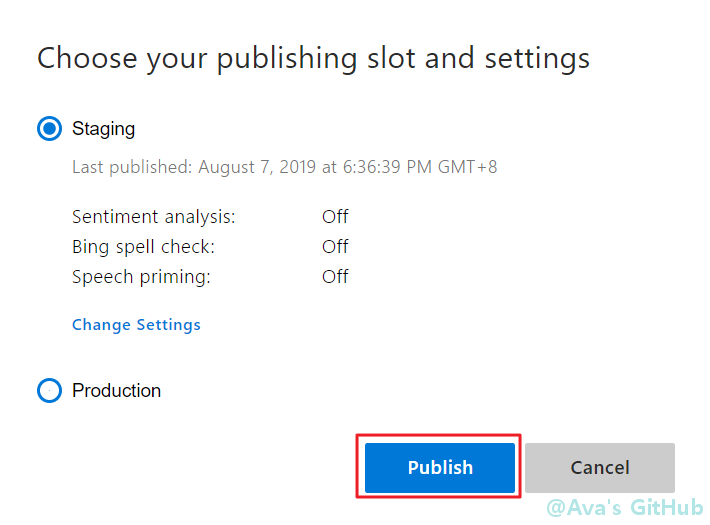 Choose your publishing slot and settings
Staging
Last published: August 7, 2019 at 6:36:39 PM GMT+8
Sentiment analysis: Off
Bing spell check: Off
Speech priming: Off
Change Settings
Production
Publish Cancel
@Ava's GitHub